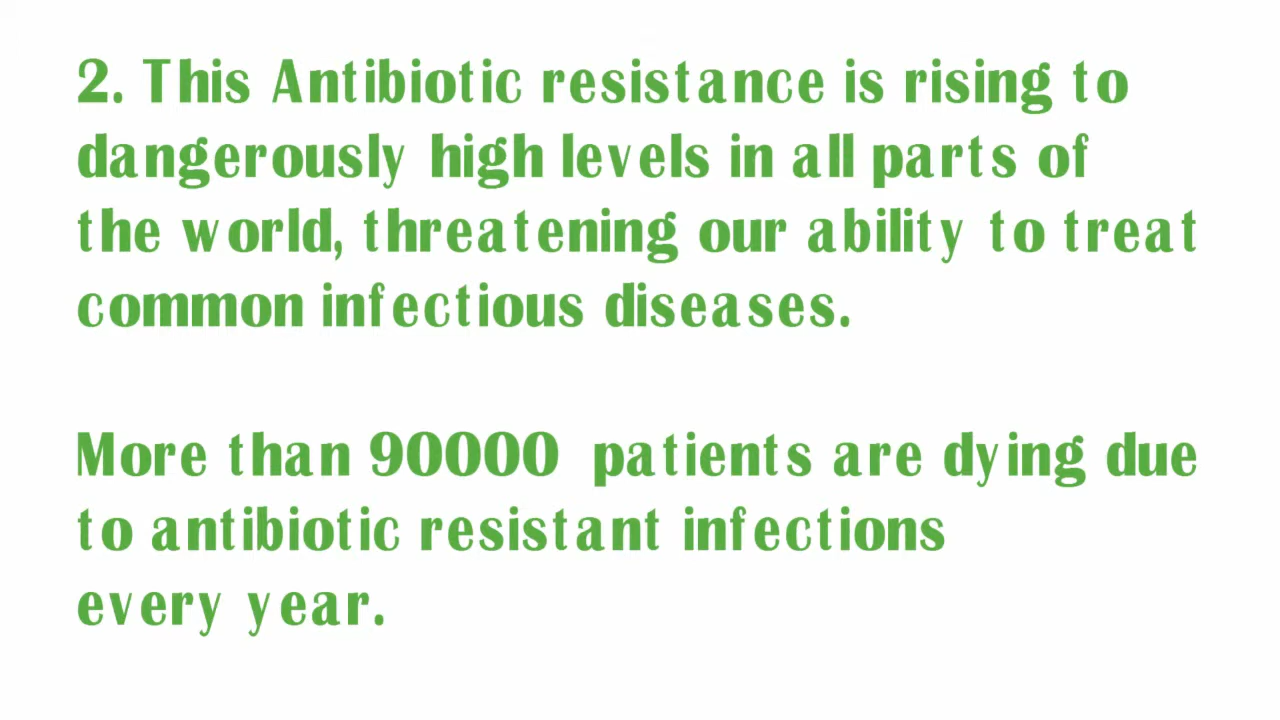 2. This Antibiotic resistance is rising to
dangerously high levels in all parts of
the world, threatening our ability to treat
common infectious diseases.
More than 90000 patients are dying due
to antibiotic resistant infections
every year.